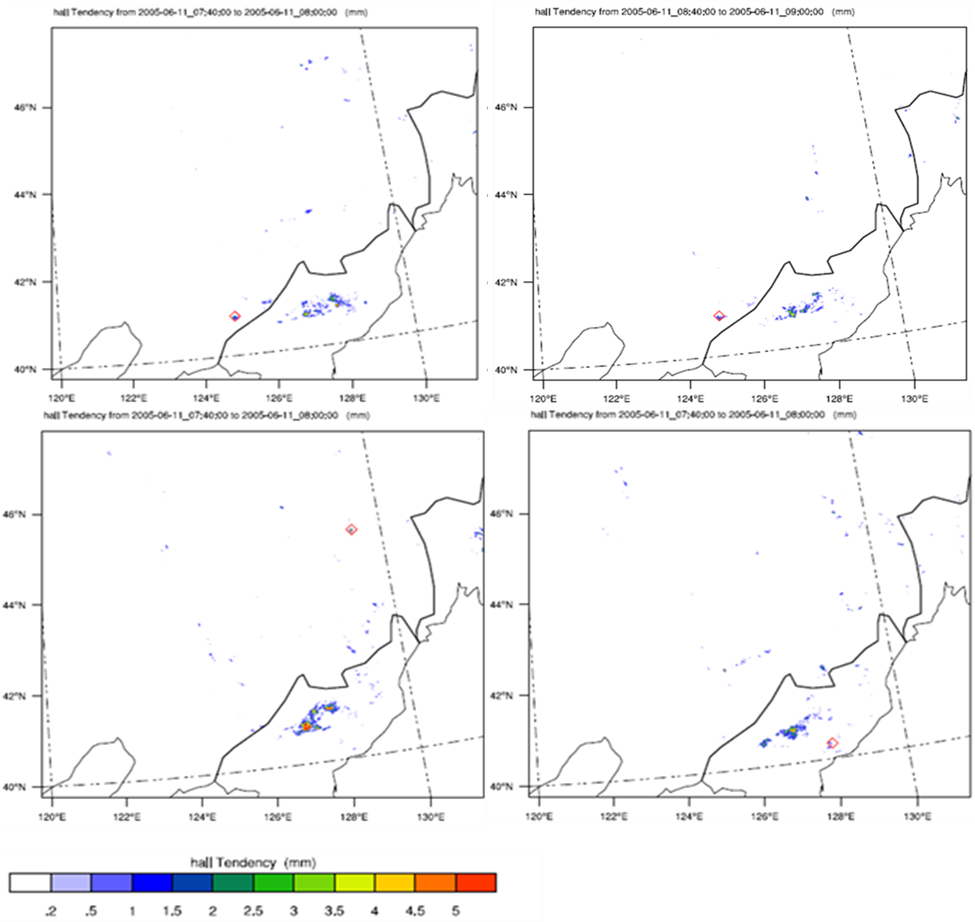 hail Tendency from 2005-06-11_07:40:00 to 2005-06-11_08:00:00 (mm)
46°N
44°N
42°N
40°N
120°E 122°E 124°E 126°E 128°E 130°E
hail Tendency from 2005-06-11_08:40:00 to 2005-06-11_09:00:00 (mm)
46°N
44°N
42°N
40°N
120°E 122°E 124°E 126°E 128°E 130°E
hail Tendency from 2005-06-11_07:40:00 to 2005-06-11_08:00:00 (mm)
46°N
44°N
42°N
40°N
120°E 122°E 124°E 126°E 128°E 130°E
hail Tendency from 2005-06-11_07:40:00 to 2005-06-11_08:00:00 (mm)
46°N
44°N
42°N
40°N
120°E 122°E 124°E 126°E 128°E 130°E
hail Tendency (mm)
.2 .5 1 1.5 2 2.5 3 3.5 4 4.5 5